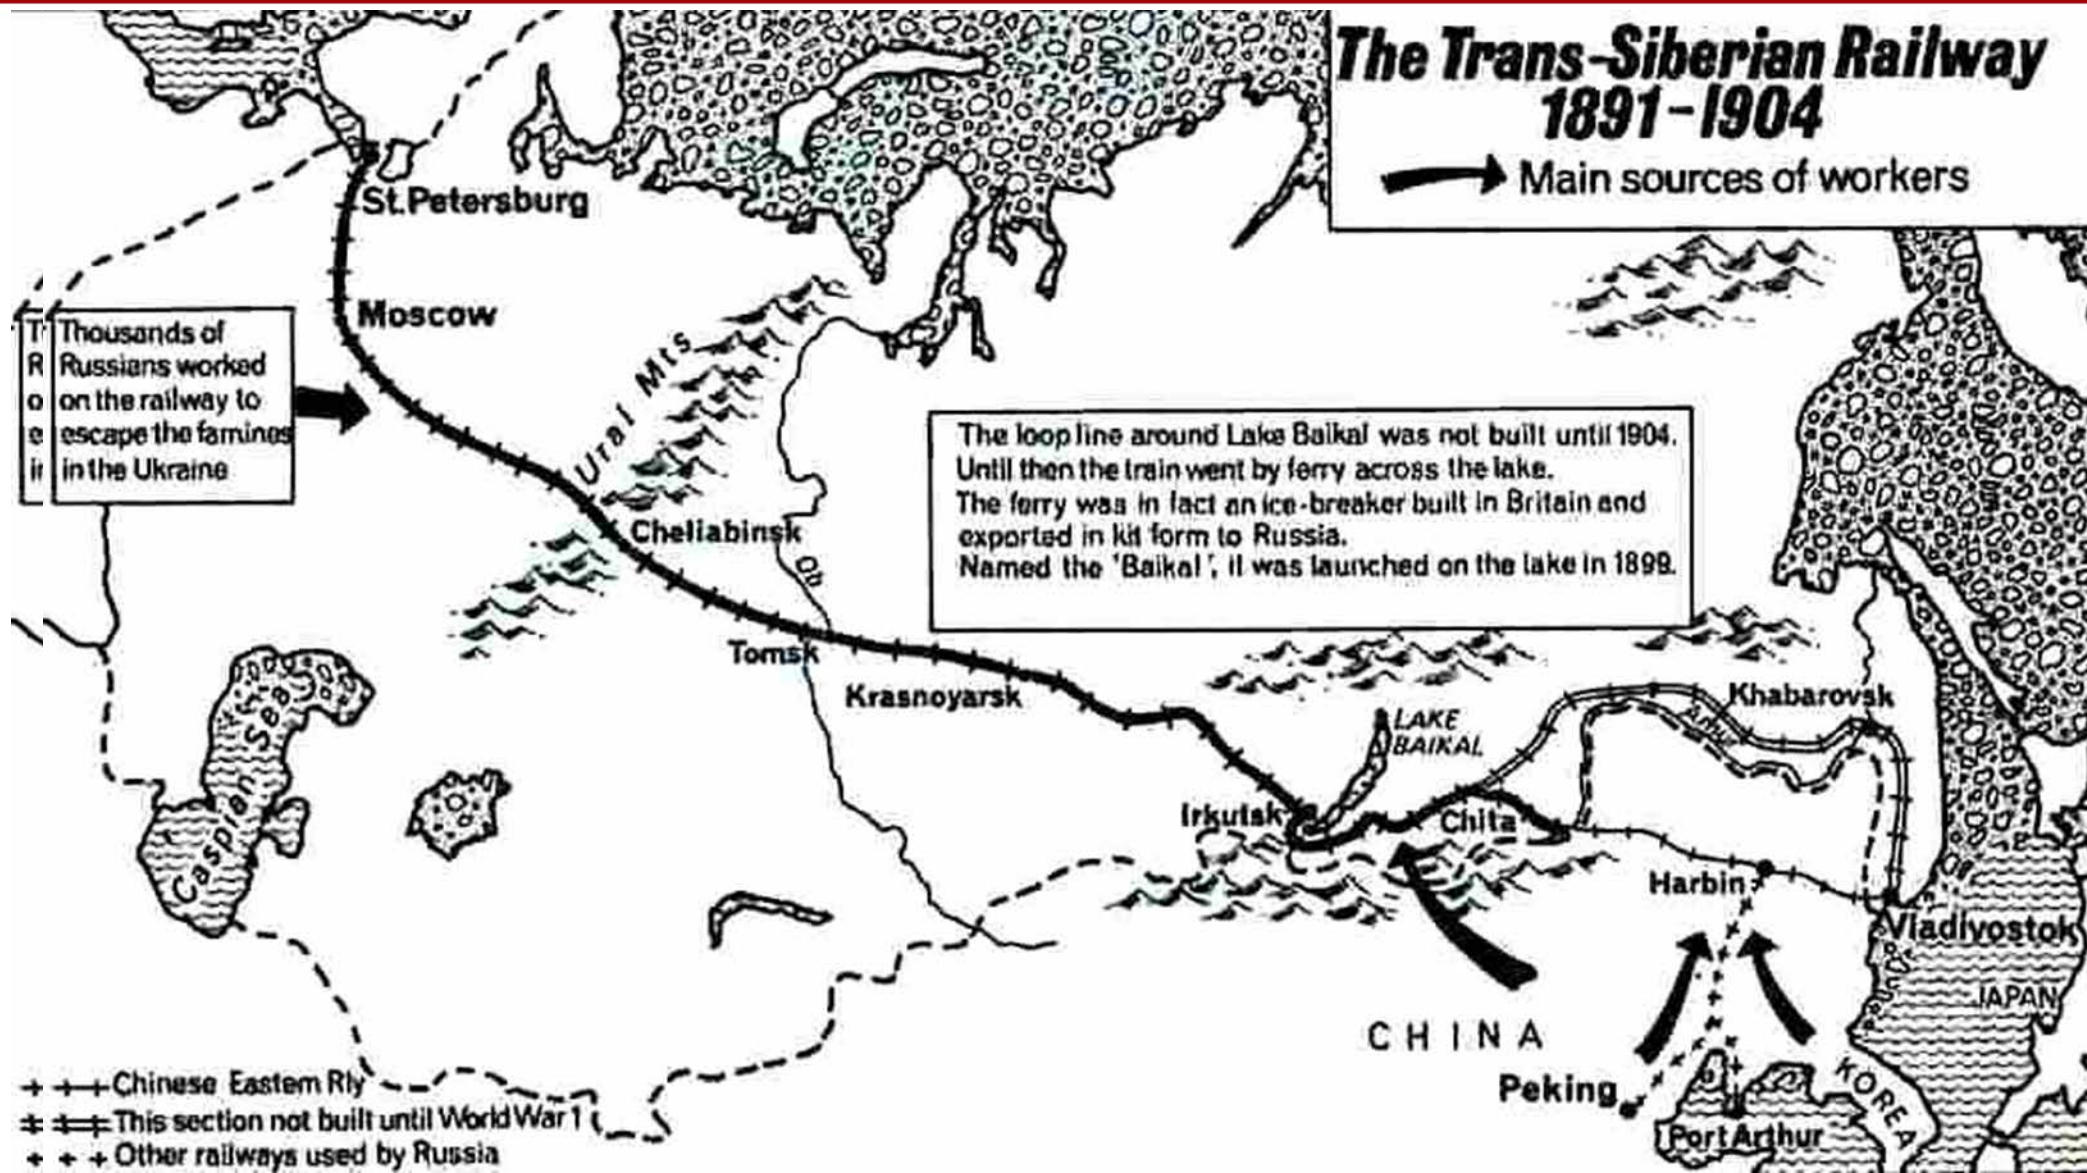 The Trans-Siberian Railway
1891-1904
Main sources of workers
St.Petersburg
Moscow
T
R
o
e
i
Thousands of
Russians worked
on the railway to
escape the famines
in the Ukraine
Ural Mts
The loop line around Lake Baikal was not built until 1904.
Until then the train went by ferry across the lake.
The ferry was in fact an ice-breaker built in Britain and
exported in kit form to Russia.
Named the 'Baikal', it was launched on the lake in 1899.
Cheliabinsk
Ob
Tomsk
Krasnoyarsk
Caspian Sea
LAKE
BAIKAL
Khabarovsk
Amur
Irkutsk
Chita
Harbin
Vladivostok
JAPAN
CHINA
KOREA
Peking
Port Arthur
Chinese Eastern Rly
This section not built until World War 1
Other railways used by Russia